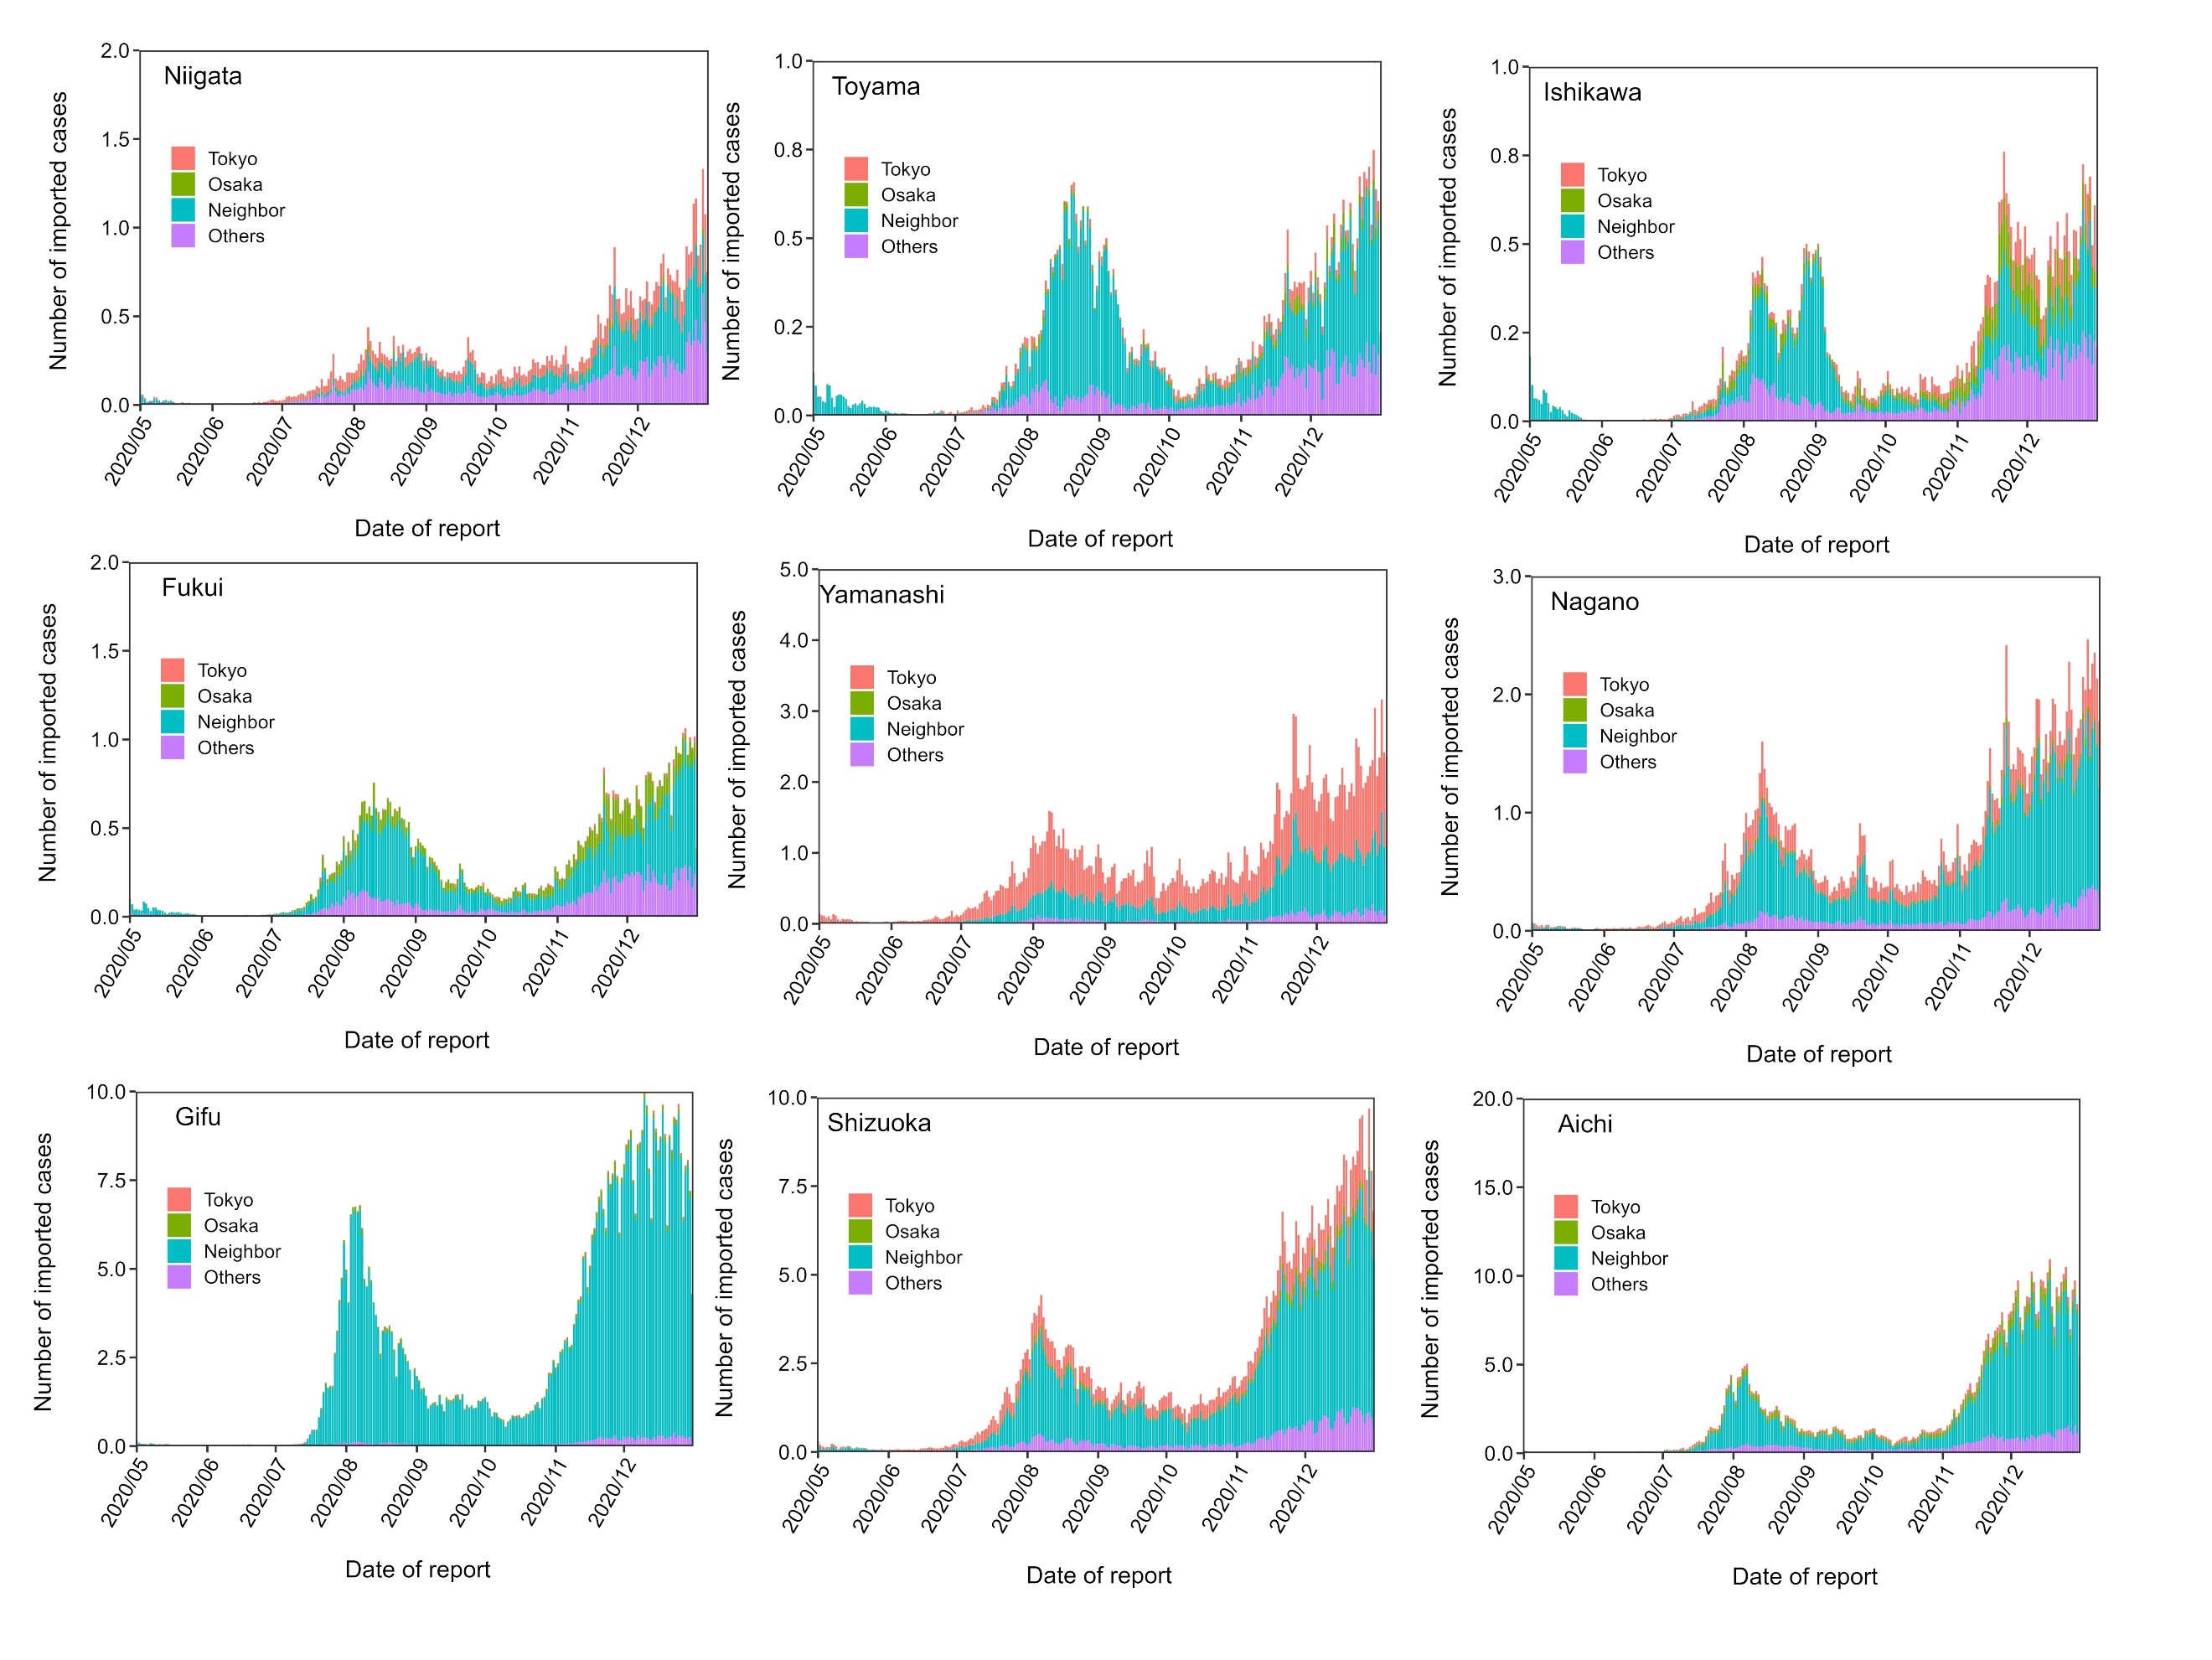 Niigata
Number of imported cases
2.0
1.5
1.0
0.5
0.0
Tokyo
Osaka
Neighbor
Others
2020/05
2020/06
2020/07
2020/08
2020/09
2020/10
2020/11
2020/12
Date of report
Toyama
Number of imported cases
1.0
0.8
0.5
0.2
0.0
Tokyo
Osaka
Neighbor
Others
2020/05
2020/06
2020/07
2020/08
2020/09
2020/10
2020/11
2020/12
Date of report
Ishikawa
Number of imported cases
1.0
0.8
0.5
0.2
0.0
Tokyo
Osaka
Neighbor
Others
2020/05
2020/06
2020/07
2020/08
2020/09
2020/10
2020/11
2020/12
Date of report
Fukui
Number of imported cases
2.0
1.5
1.0
0.5
0.0
Tokyo
Osaka
Neighbor
Others
2020/05
2020/06
2020/07
2020/08
2020/09
2020/10
2020/11
2020/12
Date of report
Yamanashi
Number of imported cases
5.0
4.0
3.0
2.0
1.0
0.0
Tokyo
Osaka
Neighbor
Others
2020/05
2020/06
2020/07
2020/08
2020/09
2020/10
2020/11
2020/12
Date of report
Nagano
Number of imported cases
3.0
2.0
1.0
0.0
Tokyo
Osaka
Neighbor
Others
2020/05
2020/06
2020/07
2020/08
2020/09
2020/10
2020/11
2020/12
Date of report
Gifu
Number of imported cases
10.0
7.5
5.0
2.5
0.0
Tokyo
Osaka
Neighbor
Others
2020/05
2020/06
2020/07
2020/08
2020/09
2020/10
2020/11
2020/12
Date of report
Shizuoka
Number of imported cases
10.0
7.5
5.0
2.5
0.0
Tokyo
Osaka
Neighbor
Others
2020/05
2020/06
2020/07
2020/08
2020/09
2020/10
2020/11
2020/12
Date of report
Aichi
Number of imported cases
20.0
15.0
10.0
5.0
0.0
Tokyo
Osaka
Neighbor
Others
2020/05
2020/06
2020/07
2020/08
2020/09
2020/10
2020/11
2020/12
Date of report